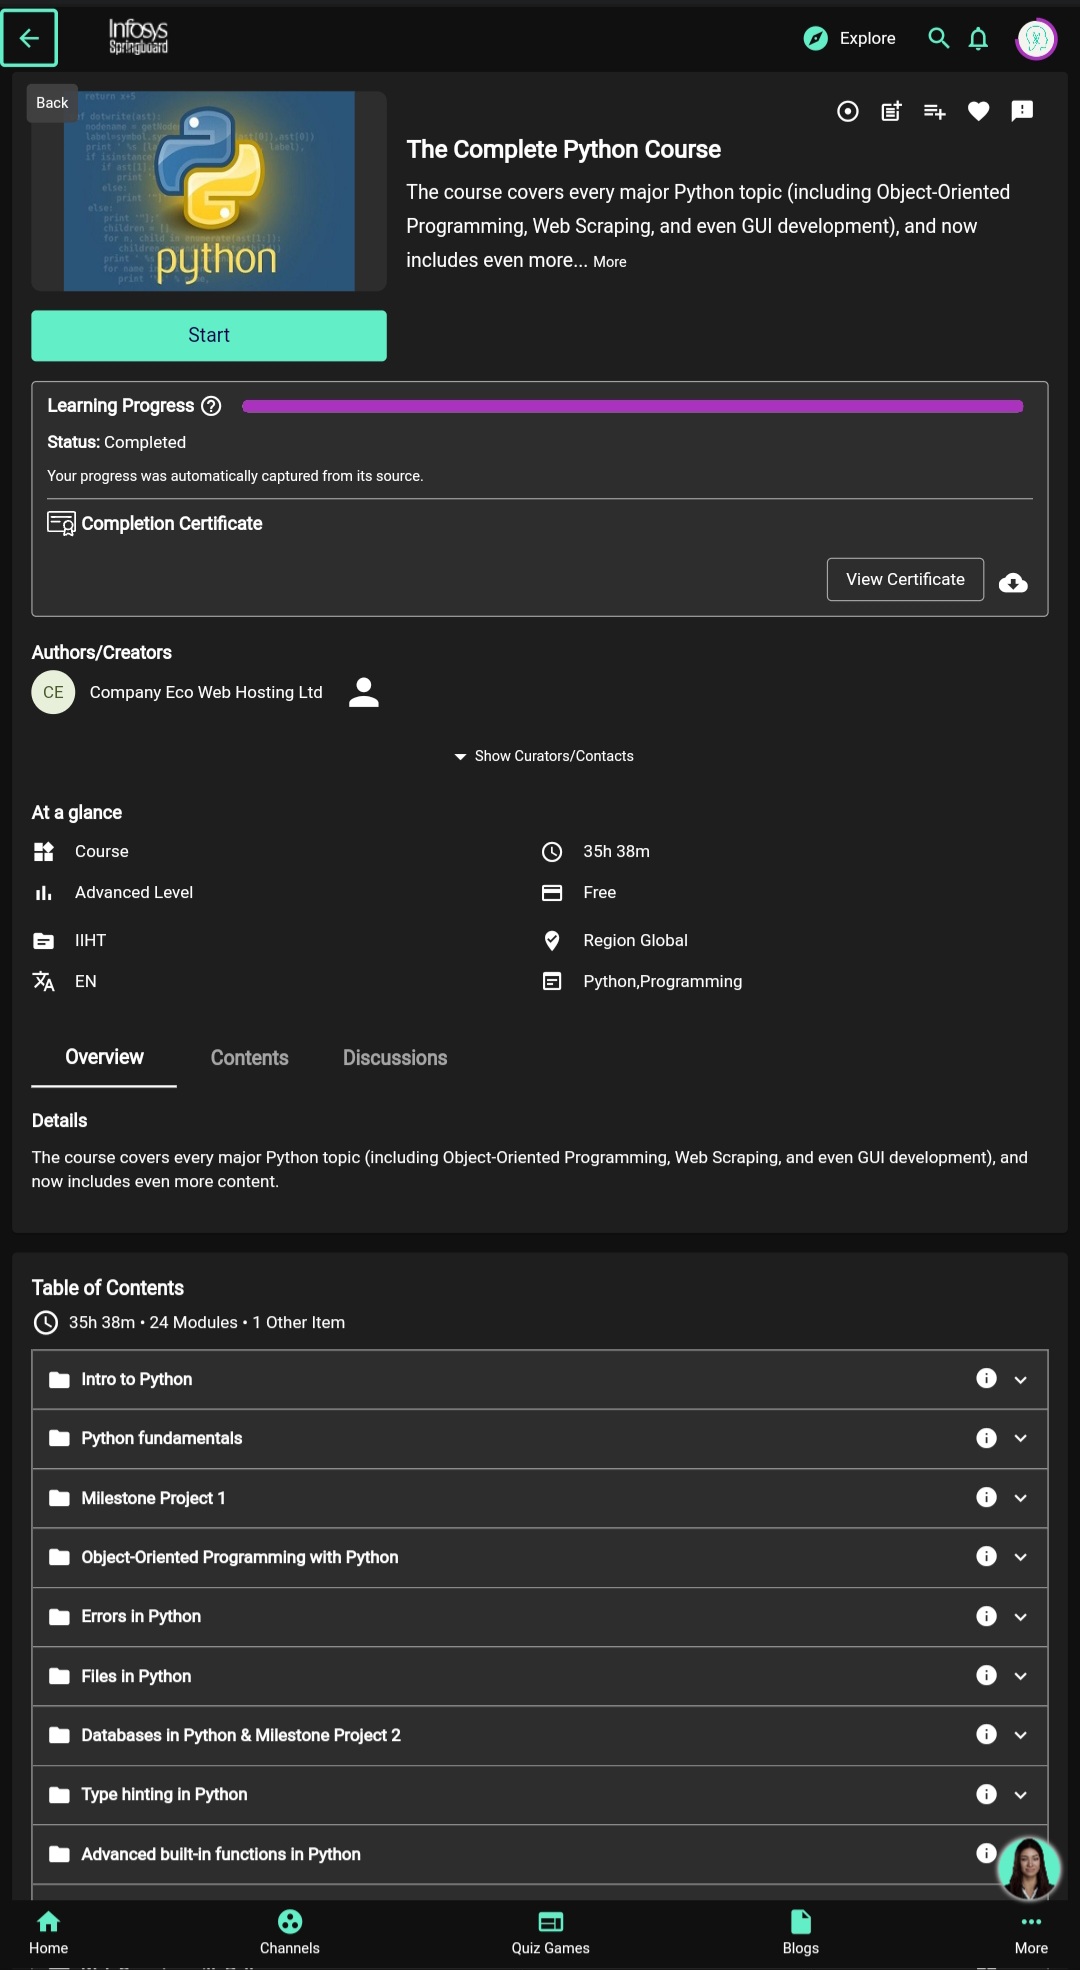 Infosys
Springboard
Explore
Back
python
The Complete Python Course
The course covers every major Python topic (including Object-Oriented
Programming, Web Scraping, and even GUI development), and now
includes even more... More
Start
Learning Progress
Status: Completed
Your progress was automatically captured from its source.
Completion Certificate
View Certificate
Authors/Creators
CE Company Eco Web Hosting Ltd
Show Curators/Contacts
At a glance
Course 35h 38m
Advanced Level Free
IIHT Region Global
EN Python,Programming
Overview Contents Discussions
Details
The course covers every major Python topic (including Object-Oriented Programming, Web Scraping, and even GUI development), and
now includes even more content.
Table of Contents
35h 38m • 24 Modules • 1 Other Item
Intro to Python
Python fundamentals
Milestone Project 1
Object-Oriented Programming with Python
Errors in Python
Files in Python
Databases in Python & Milestone Project 2
Type hinting in Python
Advanced built-in functions in Python
Home Channels Quiz Games Blogs More